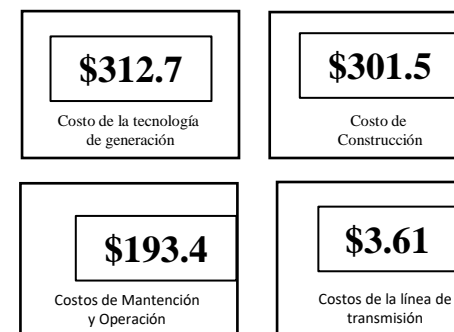 $312.7
Costo de la tecnología
de generación
$301.5
Costo de
Construcción
$193.4
Costos de Mantención
y Operación
$3.61
Costos de la línea de
transmisión